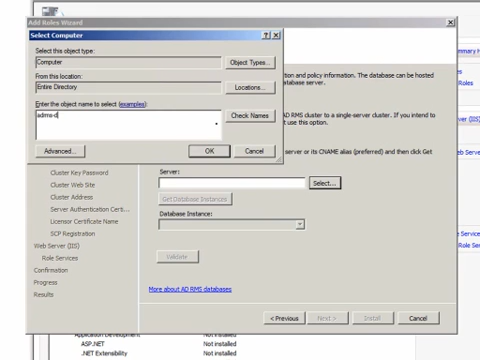 Add Roles Wizard
Select Computer
Select this object type:
Computer
Object Types...
From this location:
Entire Directory
Locations...
Enter the object name to select (examples):
adrms-d
Check Names
Advanced...
OK
Cancel
tion and policy information. The database can be hosted
atabase server.
AD RMS cluster to a single-server cluster. If you intend to
t use this option.
server or its CNAME alias (preferred) and then click Get
Server:
Select...
Get Database Instances
Database Instance:
Validate
More about AD RMS databases
Cluster Key Password
Cluster Web Site
Cluster Address
Server Authentication Certi...
Licensor Certificate Name
SCP Registration
Web Server (IIS)
Role Services
Confirmation
Progress
Results
< Previous
Next >
Install
Cancel
ummary H
es
Roles
ver (IIS)
eb Serve
e Service
Role Se
Application Development
Not installed
ASP.NET
Not installed
.NET Extensibility
Not installed